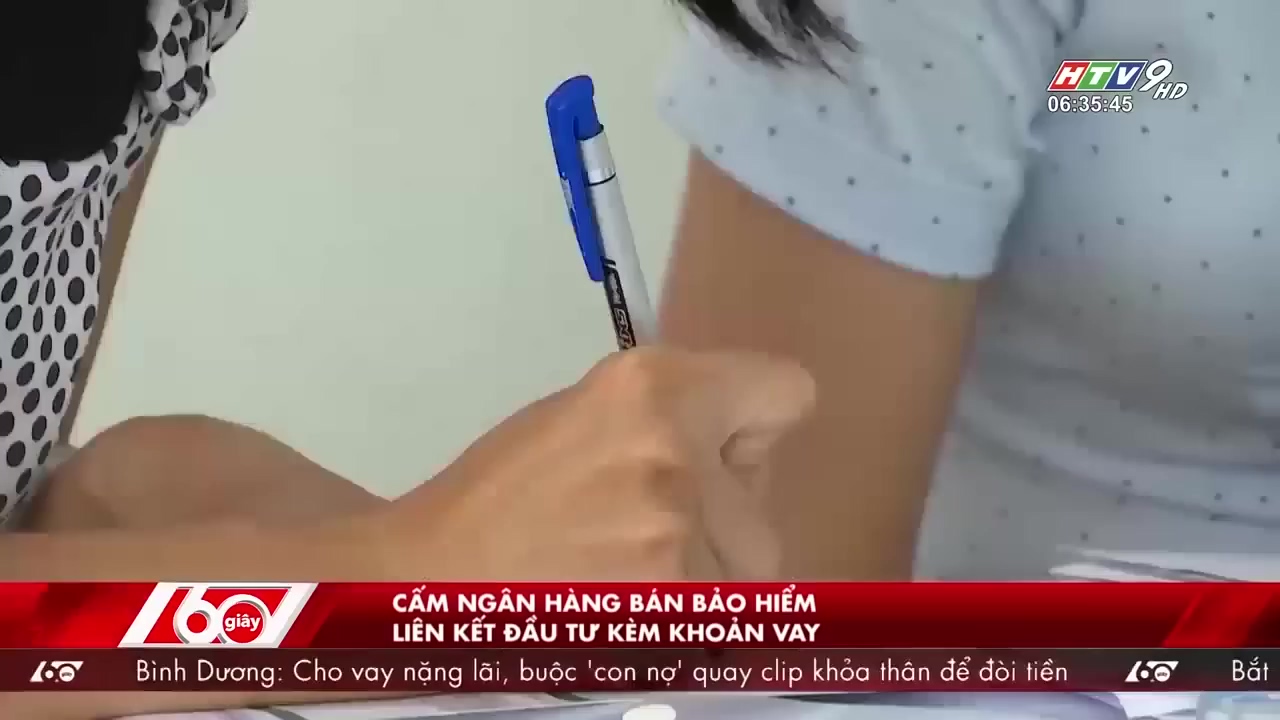 HTV9 HD
06:35:45
60 giây
CẤM NGÂN HÀNG BÁN BẢO HIỂM
LIÊN KẾT ĐẦU TƯ KÈM KHOẢN VAY
Bình Dương: Cho vay nặng lãi, buộc 'con nợ' quay clip khỏa thân để đòi tiền
Bắt